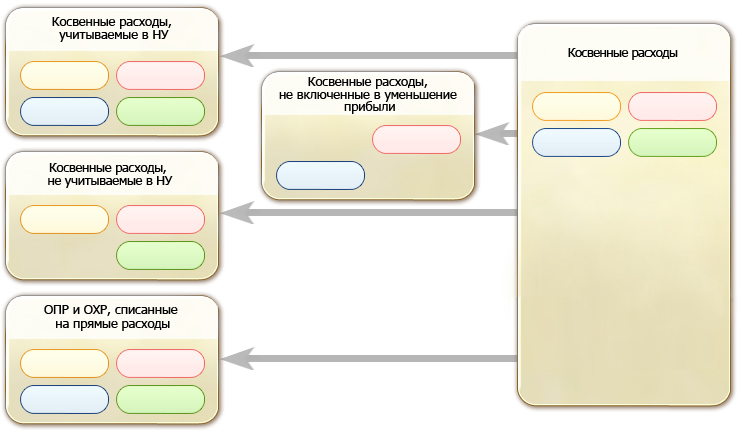 Косвенные расходы,
учитываемые в НУ
Косвенные расходы
Косвенные расходы,
не включенные в уменьшение
прибыли
Косвенные расходы,
не учитываемые в НУ
ОПР и ОХР, списанные
на прямые расходы